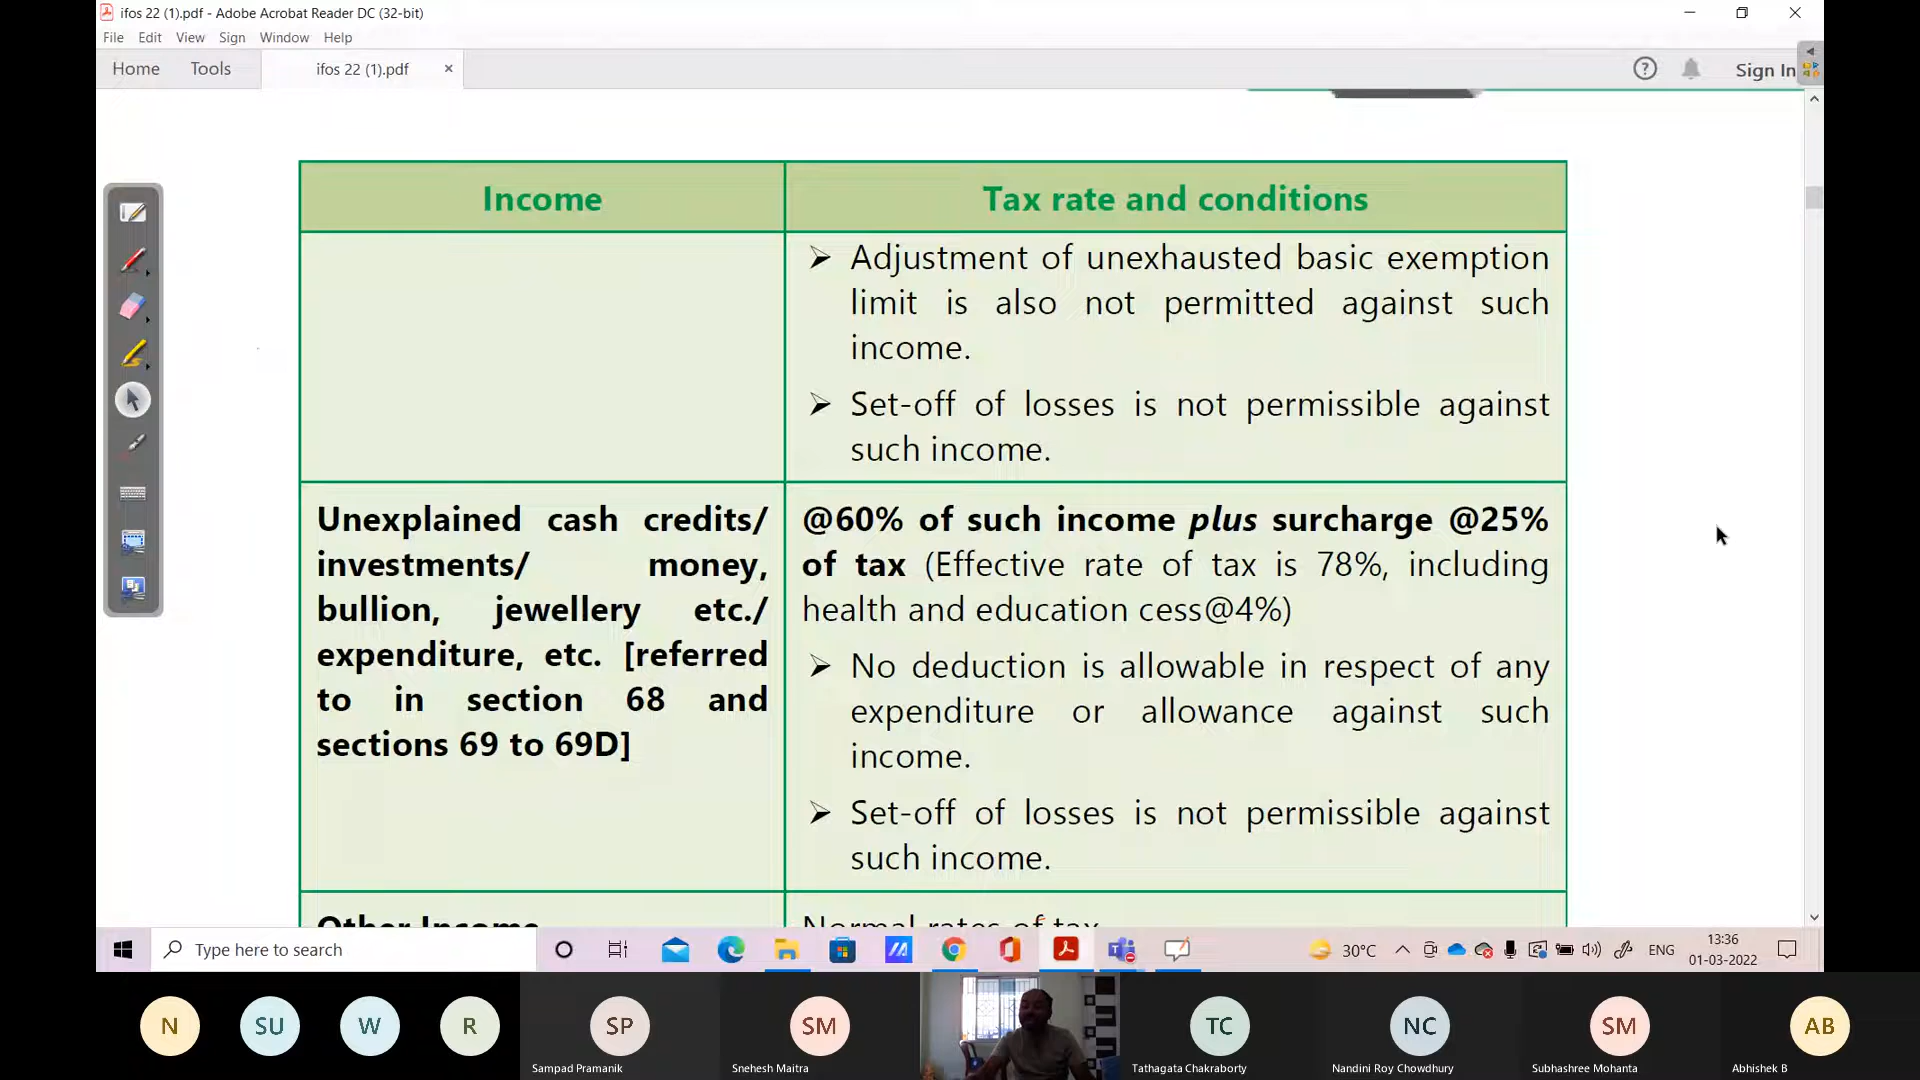 ifos 22 (1).pdf - Adobe Acrobat Reader DC (32-bit)
File Edit View Sign Window Help
Home Tools ifos 22 (1).pdf × Sign In
Income
Tax rate and conditions
➢ Adjustment of unexhausted basic exemption
limit is also not permitted against such
income.
➢ Set-off of losses is not permissible against
such income.
Unexplained cash credits/
investments/ money,
bullion, jewellery etc./
expenditure, etc. [referred
to in section 68 and
sections 69 to 69D]
@60% of such income plus surcharge @25%
of tax (Effective rate of tax is 78%, including
health and education cess@4%)
➢ No deduction is allowable in respect of any
expenditure or allowance against such
income.
➢ Set-off of losses is not permissible against
such income.
Other Income
Normal rates of tax
Type here to search
30°C
ENG
13:36
01-03-2022
N
SU
W
R
SP
SM
TC
NC
SM
AB
Sampad Pramanik
Snehesh Maitra
Tathagata Chakraborty
Nandini Roy Chowdhury
Subhashree Mohanta
Abhishek B